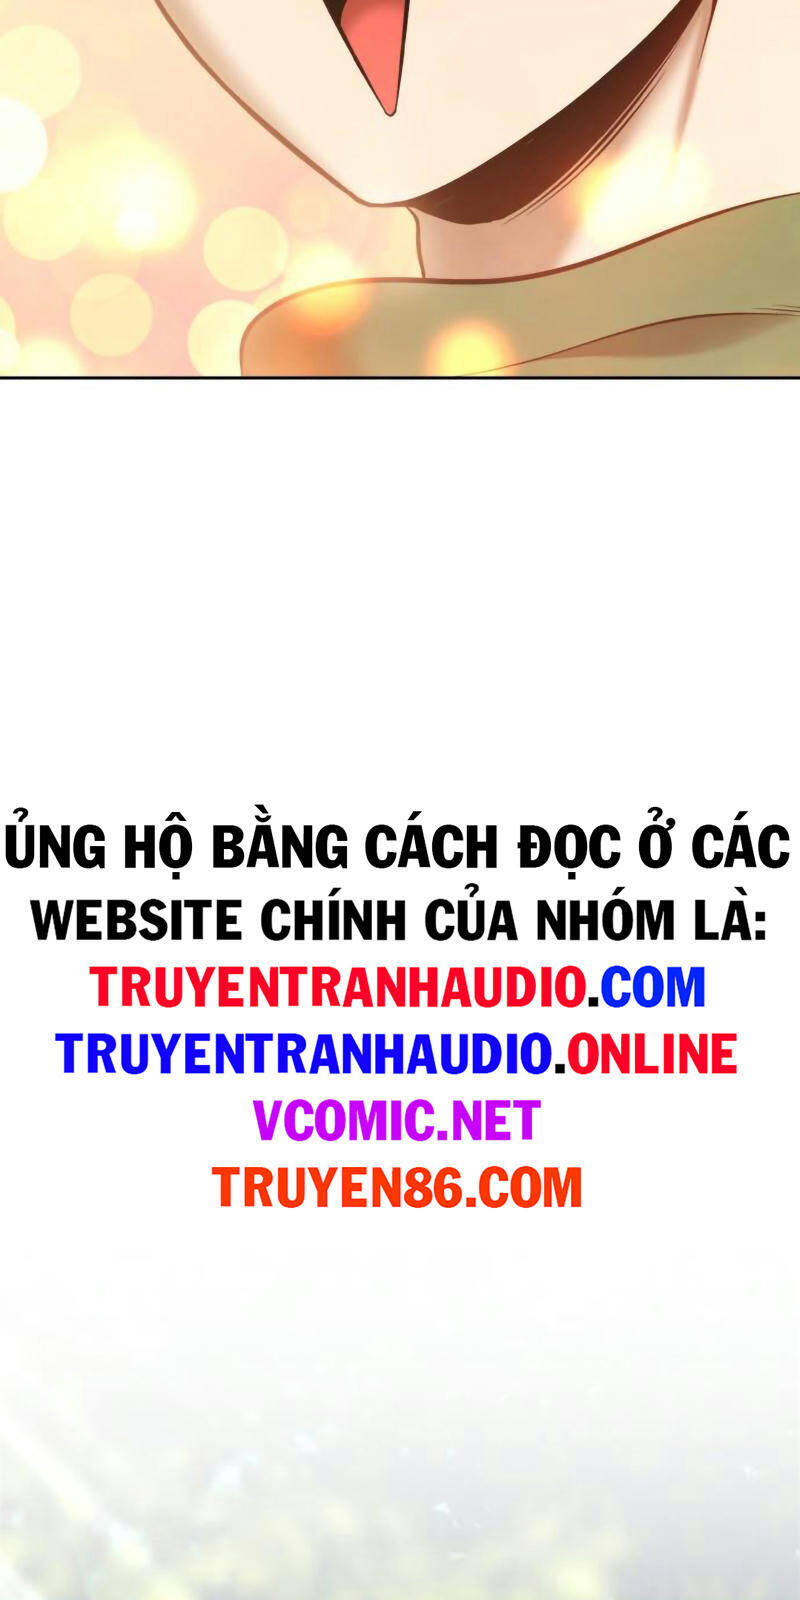 ỦNG HỘ BẰNG CÁCH ĐỌC Ở CÁC
WEBSITE CHÍNH CỦA NHÓM LÀ:
TRUYENTRANHAUDIO.COM
TRUYENTRANHAUDIO.ONLINE
VCOMIC.NET
TRUYEN86.COM